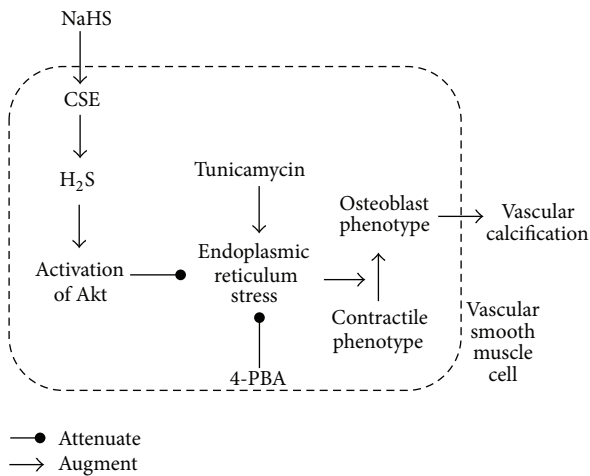 NaHS
CSE
H₂S
Activation
of Akt
Tunicamycin
Endoplasmic
reticulum
stress
4-PBA
Osteoblast
phenotype
Contractile
phenotype
Vascular
calcification
Vascular
smooth
muscle
cell
Attenuate
Augment